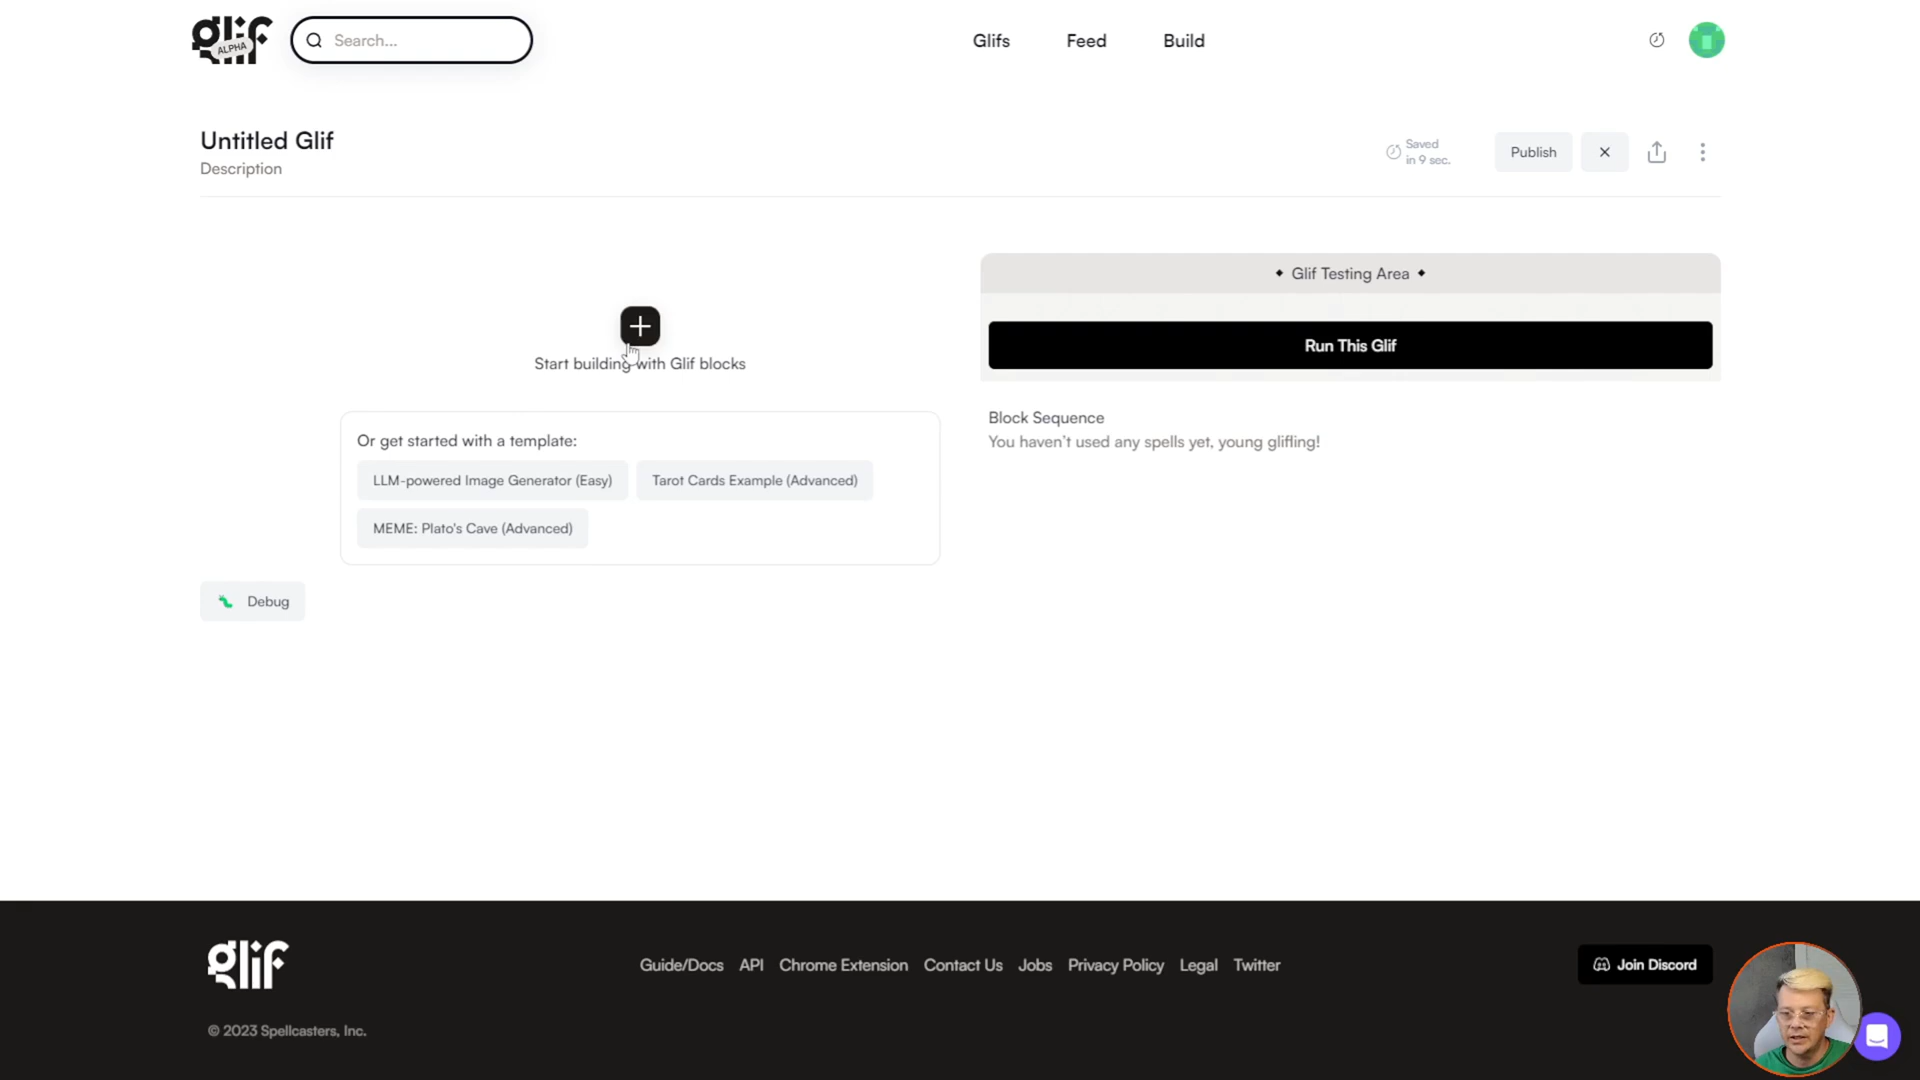 glif
ALPHA
Search...
Glifs
Feed
Build
Untitled Glif
Description
Saved
in 9 sec.
Publish
Glif Testing Area
Run This Glif
Start building with Glif blocks
Block Sequence
You haven't used any spells yet, young glifling!
Or get started with a template:
LLM-powered Image Generator (Easy)
Tarot Cards Example (Advanced)
MEME: Plato's Cave (Advanced)
Debug
glif
Guide/Docs
API
Chrome Extension
Contact Us
Jobs
Privacy Policy
Legal
Twitter
Join Discord
© 2023 Spellcasters, Inc.